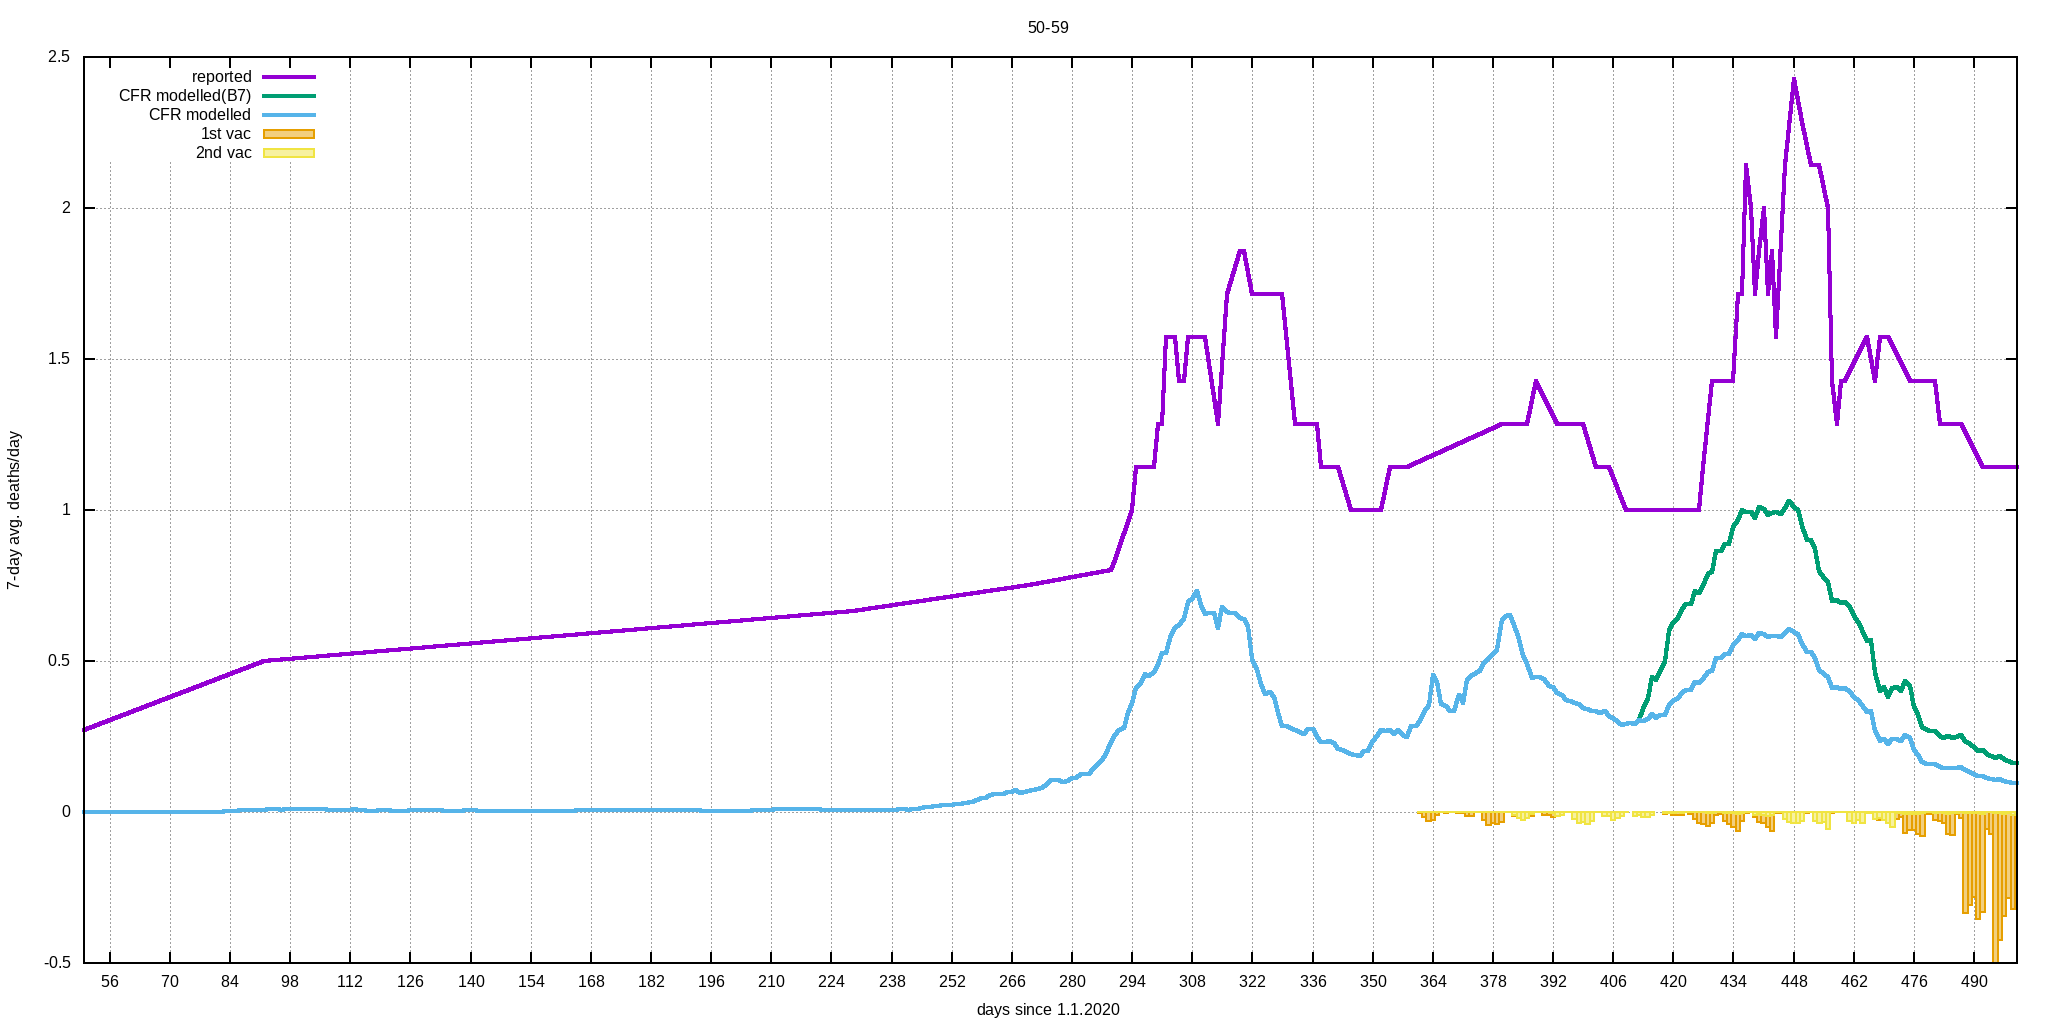 50-59
2.5
reported
CFR modelled(B7)
CFR modelled
1st vac
2nd vac
2
1.5
7-day avg. deaths/day
1
0.5
0
-0.5
56 70 84 98 112 126 140 154 168 182 196 210 224 238 252 266 280 294 308 322 336 350 364 378 392 406 420 434 448 462 476 490
days since 1.1.2020